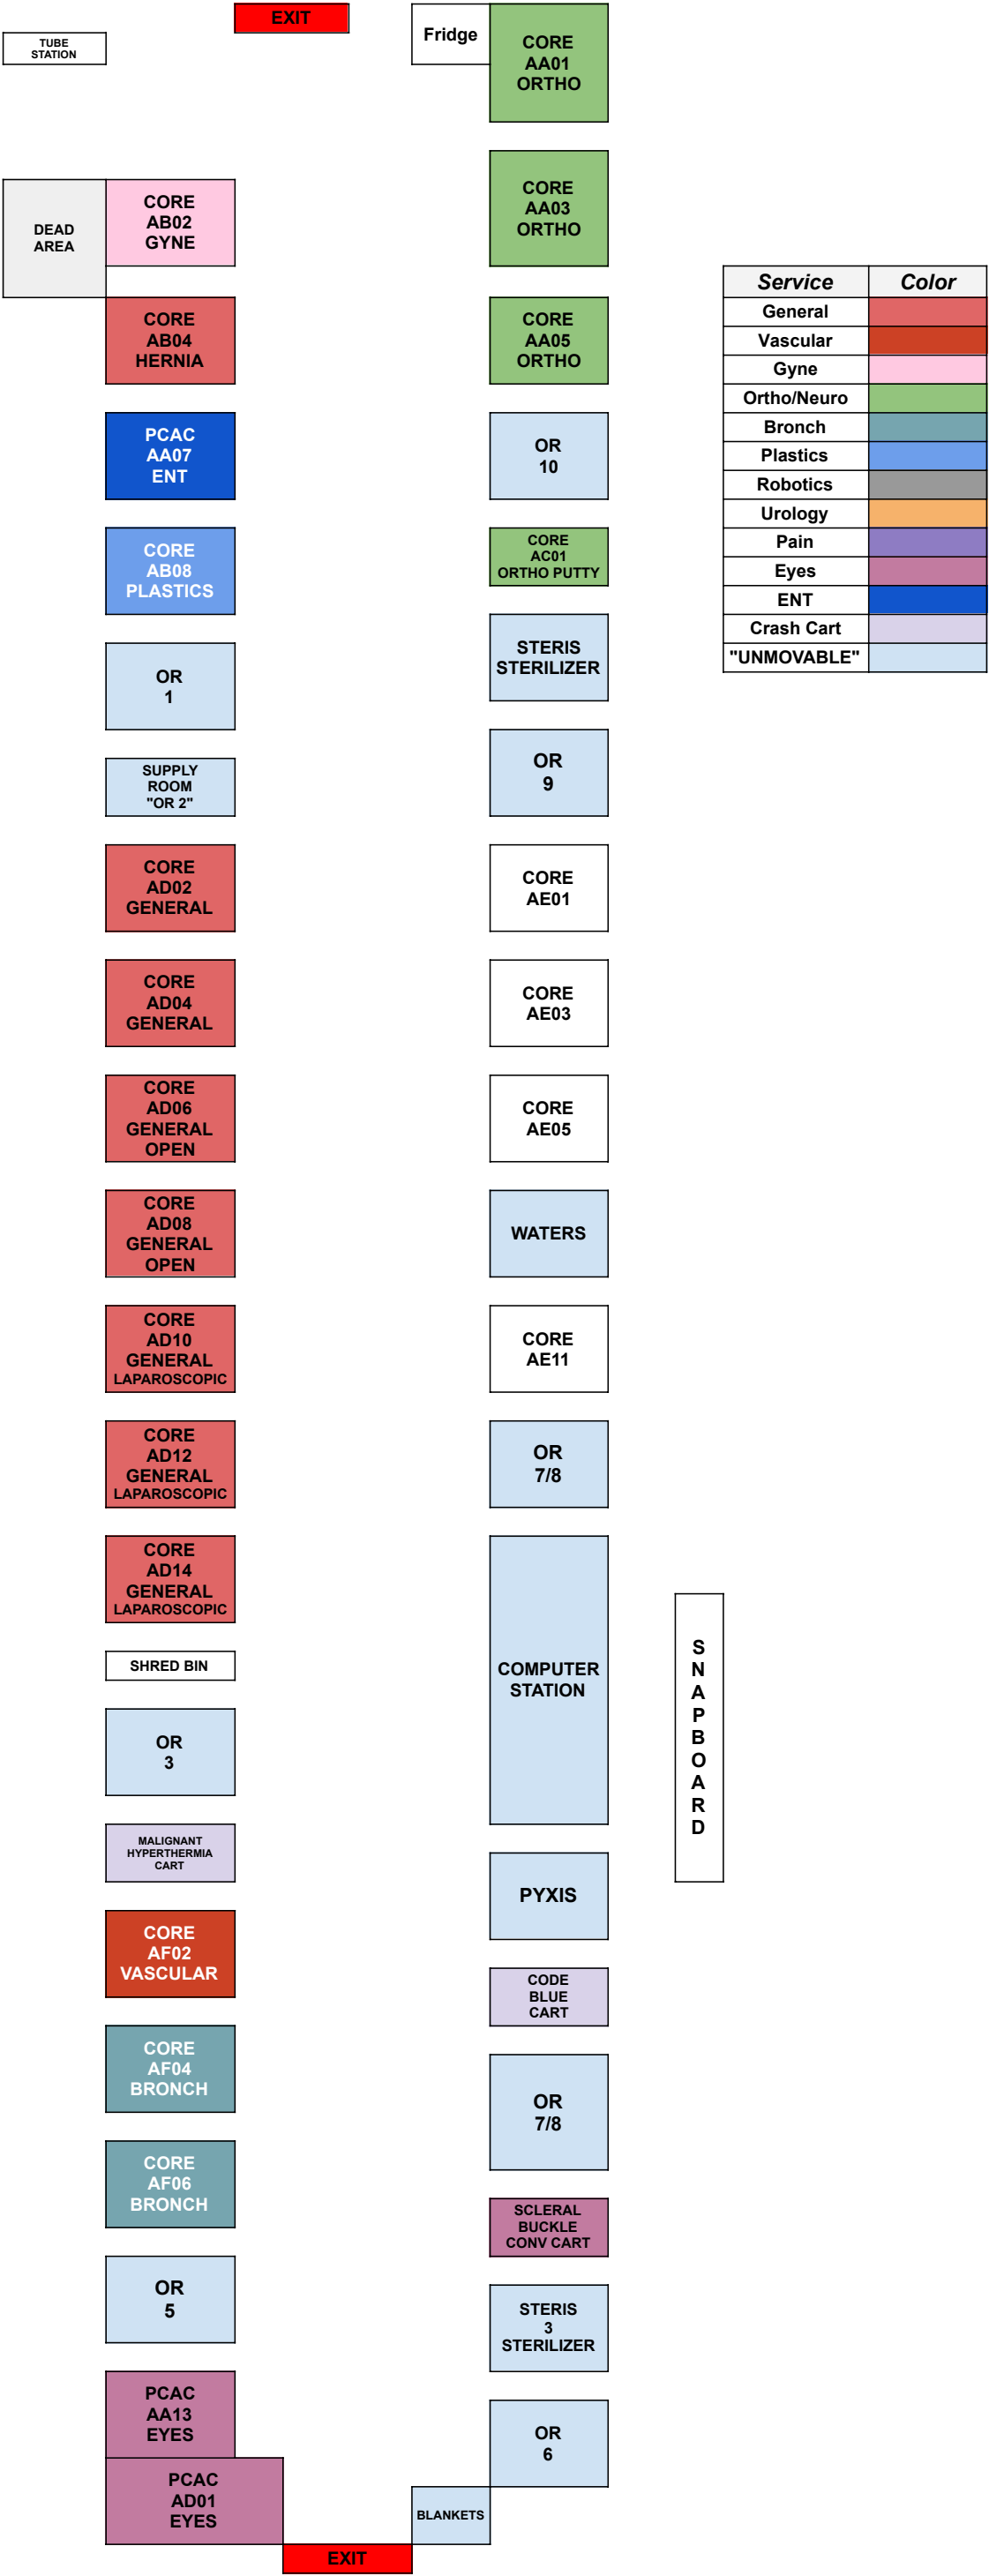 EXIT
TUBE
STATION
Fridge
CORE
AA01
ORTHO
CORE
AA03
ORTHO
DEAD
AREA
CORE
AB02
GYNE
CORE
AB04
HERNIA
CORE
AA05
ORTHO
Service Color
General
Vascular
Gyne
Ortho/Neuro
Bronch
Plastics
Robotics
Urology
Pain
Eyes
ENT
Crash Cart
"UNMOVABLE"
PCAC
AA07
ENT
OR
10
CORE
AB08
PLASTICS
CORE
AC01
ORTHO PUTTY
OR
1
STERIS
STERILIZER
SUPPLY
ROOM
"OR 2"
OR
9
CORE
AD02
GENERAL
CORE
AE01
CORE
AD04
GENERAL
CORE
AE03
CORE
AD06
GENERAL
OPEN
CORE
AE05
CORE
AD08
GENERAL
OPEN
WATERS
CORE
AD10
GENERAL
LAPAROSCOPIC
CORE
AE11
CORE
AD12
GENERAL
LAPAROSCOPIC
OR
7/8
CORE
AD14
GENERAL
LAPAROSCOPIC
SHRED BIN
COMPUTER
STATION
S
N
A
P
B
O
A
R
D
OR
3
MALIGNANT
HYPERTHERMIA
CART
PYXIS
CORE
AF02
VASCULAR
CODE
BLUE
CART
CORE
AF04
BRONCH
OR
7/8
CORE
AF06
BRONCH
SCLERAL
BUCKLE
CONV CART
OR
5
STERIS
3
STERILIZER
PCAC
AA13
EYES
OR
6
PCAC
AD01
EYES
BLANKETS
EXIT